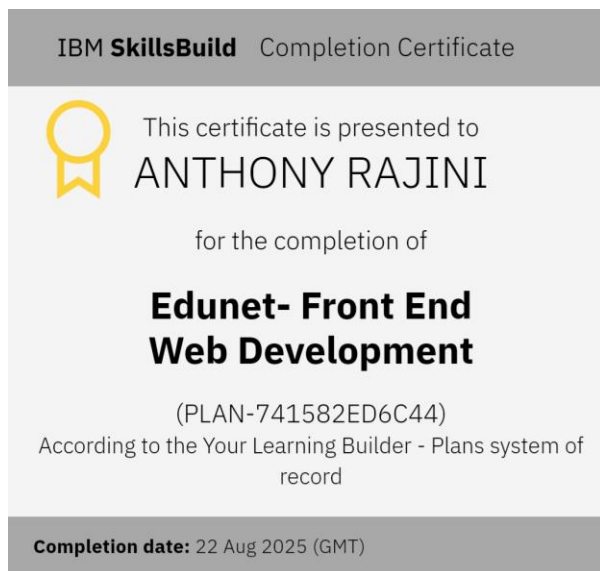 IBM SkillsBuild Completion Certificate
This certificate is presented to
ANTHONY RAJINI
for the completion of
Edunet- Front End
Web Development
(PLAN-741582ED6C44)
According to the Your Learning Builder - Plans system of
record
Completion date: 22 Aug 2025 (GMT)